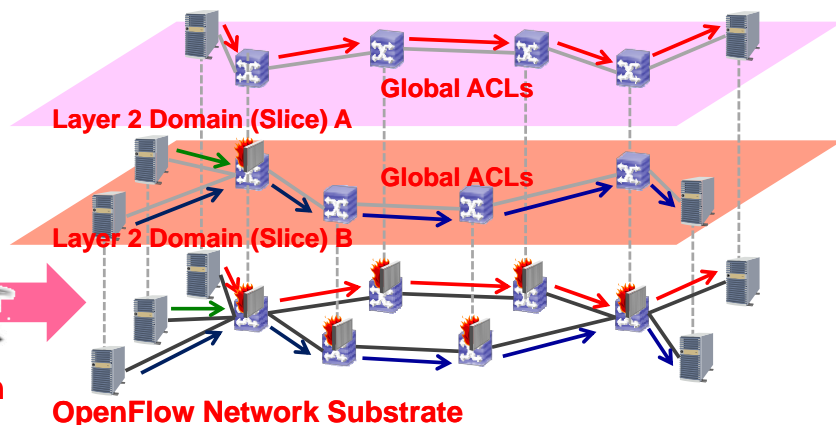 Global ACLs
Layer 2 Domain (Slice) A
Global ACLs
Layer 2 Domain (Slice) B
OpenFlow Network Substrate